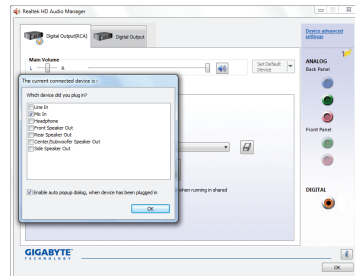 Realtek HD Audio Manager
Digital Output(RCA)
Digital Output
Device advanced settings
Main Volume
L
R
Set Default Device
ANALOG
Back Panel
The current connected device is :
Which device did you plug in?
Line In
Mic In
Headphone
Front Speaker Out
Rear Speaker Out
Center/Subwoofer Speaker Out
Side Speaker Out
Front Panel
when running in shared
Enable auto popup dialog, when device has been plugged in
OK
DIGITAL
GIGABYTE
TECHNOLOGY
OK